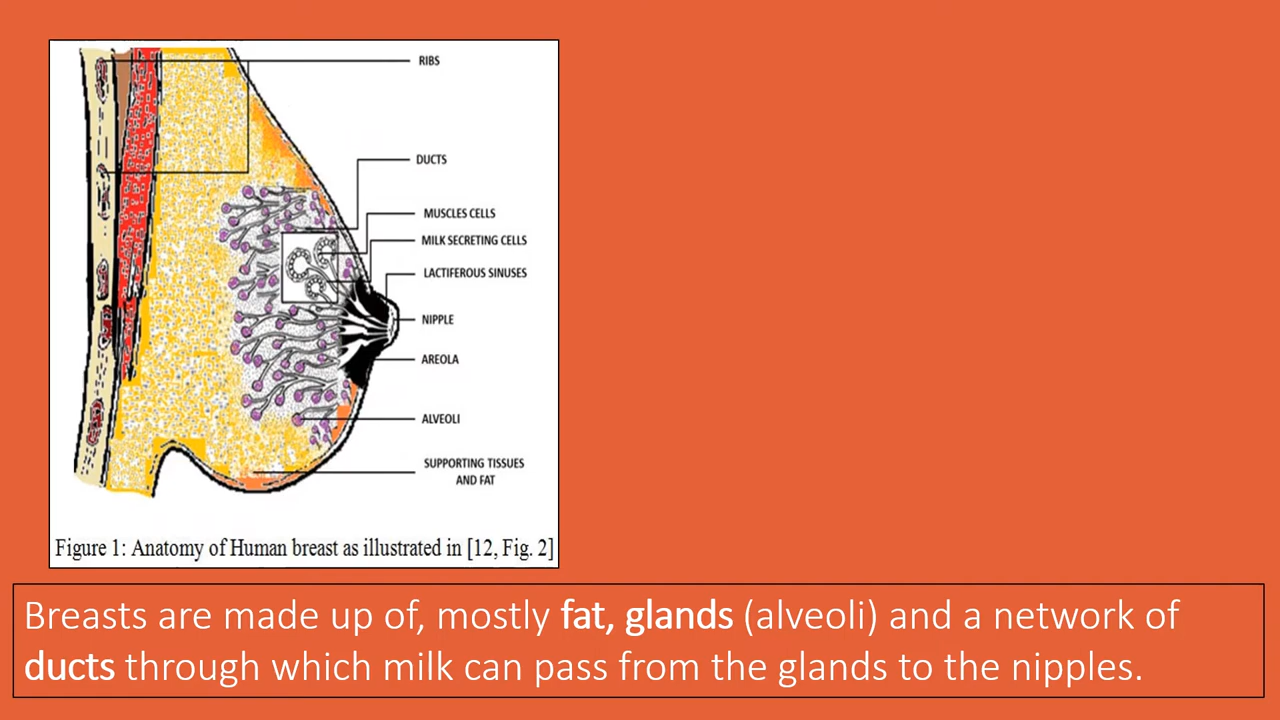 RIBS
DUCTS
MUSCLES CELLS
MILK SECRETING CELLS
LACTIFEROUS SINUSES
NIPPLE
AREOLA
ALVEOLI
SUPPORTING TISSUES
AND FAT
Figure 1: Anatomy of Human breast as illustrated in [12, Fig. 2]
Breasts are made up of, mostly fat, glands (alveoli) and a network of
ducts through which milk can pass from the glands to the nipples.